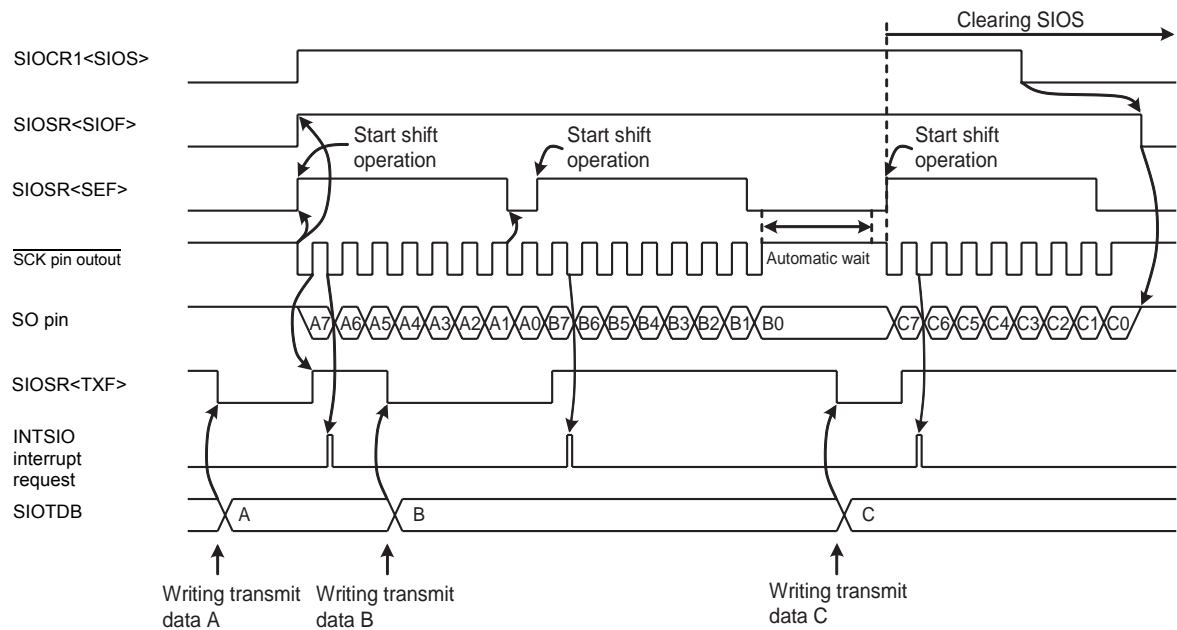 Clearing SIOS
SIOCR1<SIOS>
SIOSR<SIOF>
Start shift
operation
Start shift
operation
Start shift
operation
SIOSR<SEF>
SCK pin outout
Automatic wait
SO pin
A7 A6 A5 A4 A3 A2 A1 A0 B7 B6 B5 B4 B3 B2 B1 B0 C7 C6 C5 C4 C3 C2 C1 C0
SIOSR<TXF>
INTSIO
interrupt
request
SIOTDB
A B C
Writing transmit
data A
Writing transmit
data B
Writing transmit
data C